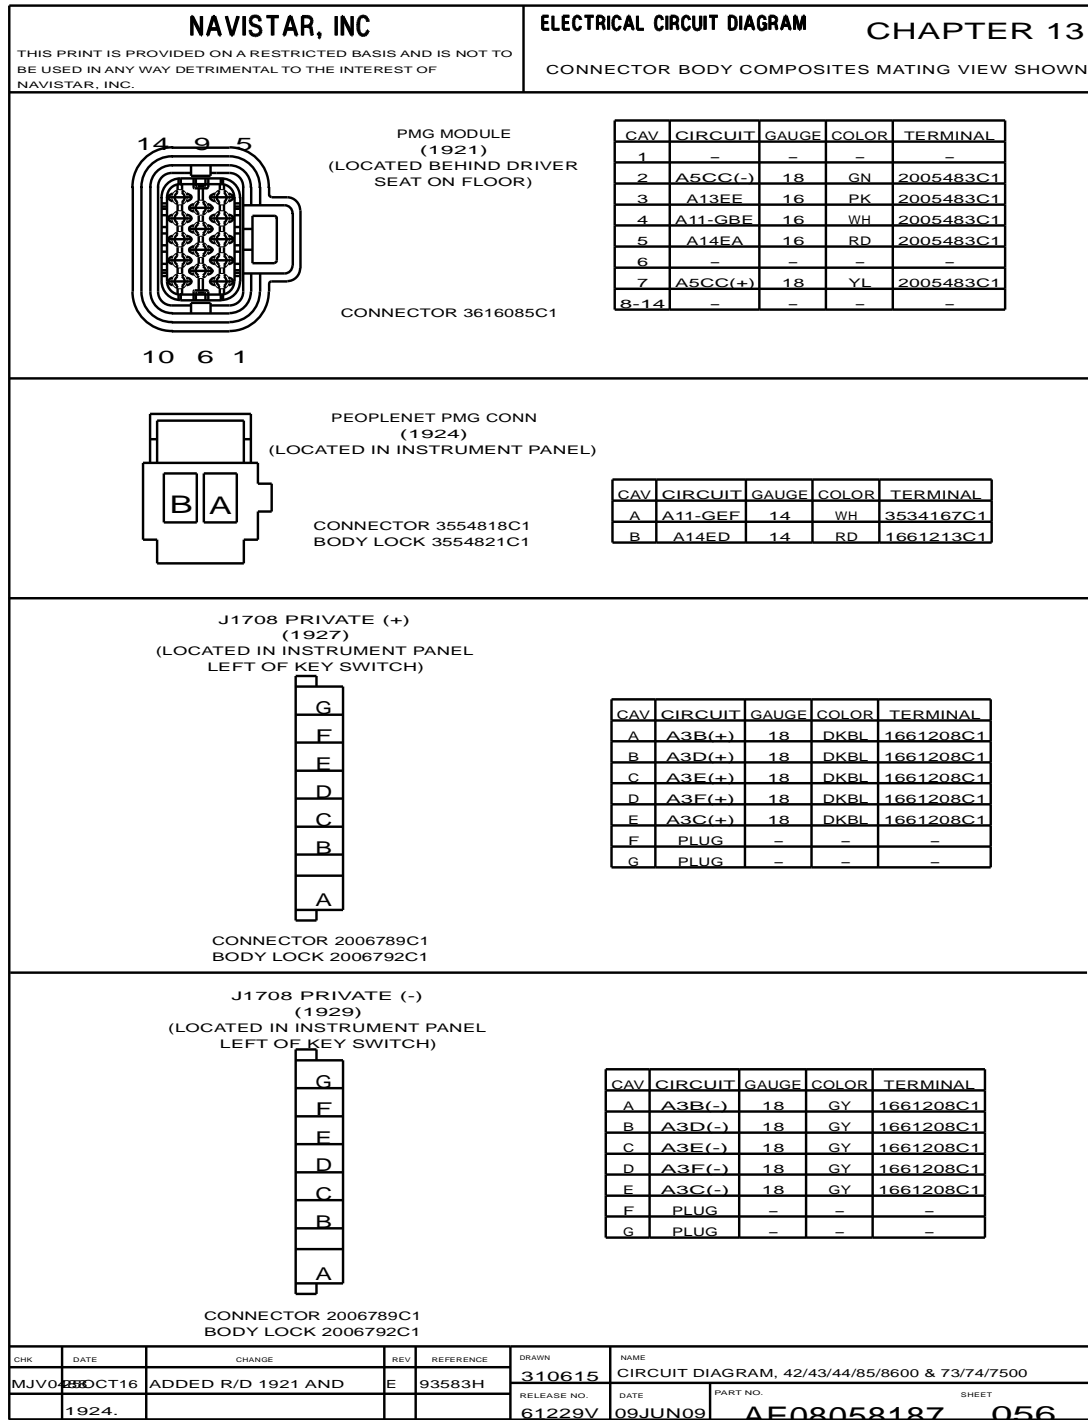 NAVISTAR, INC
THIS PRINT IS PROVIDED ON A RESTRICTED BASIS AND IS NOT TO
BE USED IN ANY WAY DETRIMENTAL TO THE INTEREST OF
NAVISTAR, INC.
ELECTRICAL CIRCUIT DIAGRAM CHAPTER 13
CONNECTOR BODY COMPOSITES MATING VIEW SHOWN
14 9 5
10 6 1
PMG MODULE
(1921)
(LOCATED BEHIND DRIVER
SEAT ON FLOOR)
CONNECTOR 3616085C1
CAV CIRCUIT GAUGE COLOR TERMINAL
1 – – – –
2 A5CC(-) 18 GN 2005483C1
3 A13EE 16 PK 2005483C1
4 A11-GBE 16 WH 2005483C1
5 A14EA 16 RD 2005483C1
6 – – – –
7 A5CC(+) 18 YL 2005483C1
8-14 – – – –
PEOPLENET PMG CONN
(1924)
(LOCATED IN INSTRUMENT PANEL)
B A
CONNECTOR 3554818C1
BODY LOCK 3554821C1
CAV CIRCUIT GAUGE COLOR TERMINAL
A A11-GEF 14 WH 3534167C1
B A14ED 14 RD 1661213C1
J1708 PRIVATE (+)
(1927)
(LOCATED IN INSTRUMENT PANEL
LEFT OF KEY SWITCH)
G
F
E
D
C
B
A
CONNECTOR 2006789C1
BODY LOCK 2006792C1
CAV CIRCUIT GAUGE COLOR TERMINAL
A A3B(+) 18 DKBL 1661208C1
B A3D(+) 18 DKBL 1661208C1
C A3E(+) 18 DKBL 1661208C1
D A3F(+) 18 DKBL 1661208C1
E A3C(+) 18 DKBL 1661208C1
F PLUG – – –
G PLUG – – –
J1708 PRIVATE (-)
(1929)
(LOCATED IN INSTRUMENT PANEL
LEFT OF KEY SWITCH)
G
F
E
D
C
B
A
CONNECTOR 2006789C1
BODY LOCK 2006792C1
CAV CIRCUIT GAUGE COLOR TERMINAL
A A3B(-) 18 GY 1661208C1
B A3D(-) 18 GY 1661208C1
C A3E(-) 18 GY 1661208C1
D A3F(-) 18 GY 1661208C1
E A3C(-) 18 GY 1661208C1
F PLUG – – –
G PLUG – – –
CHK DATE CHANGE REV REFERENCE
ADDED R/D 1921 AND E 93583H
1924.
DRAWN
310615
NAME
CIRCUIT DIAGRAM, 42/43/44/85/8600 & 73/74/7500
RELEASE NO.
61229V
DATE
09JUN09
PART NO.
AE08058187
SHEET
056